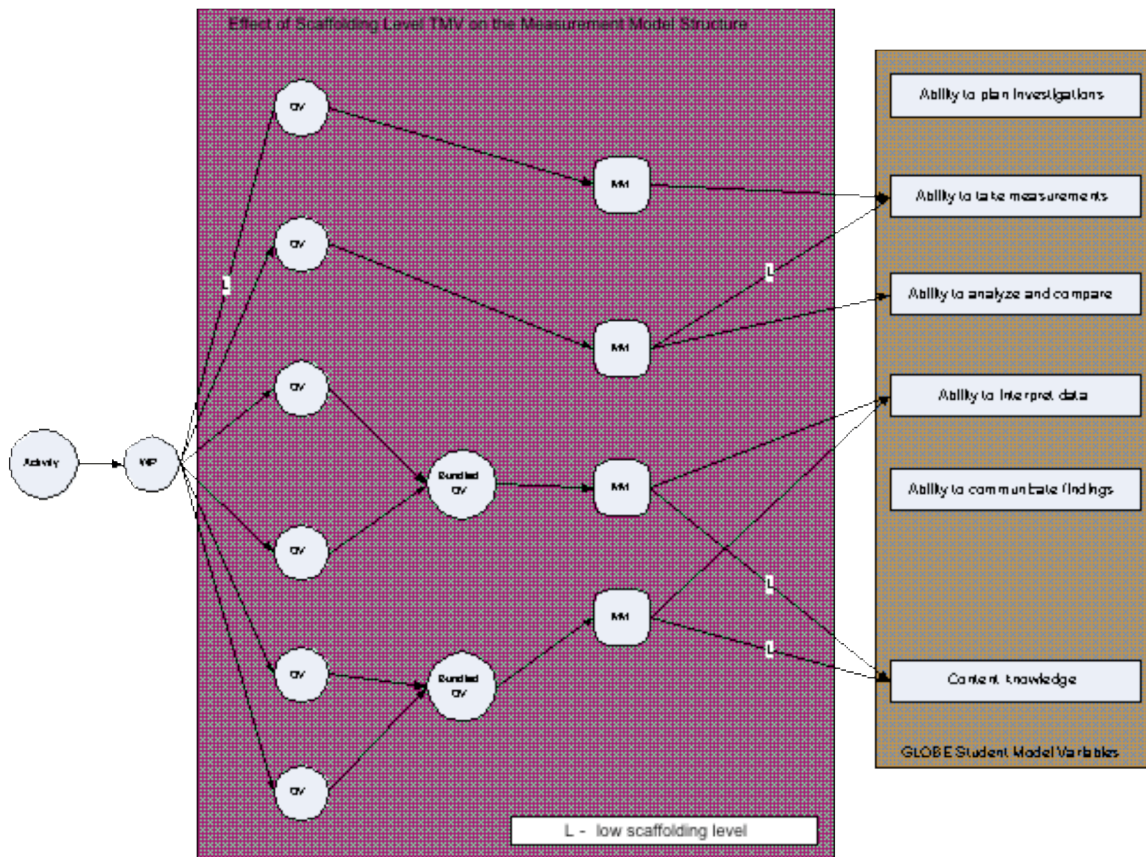 Effect of Scaffolding Level TMV on the Measurement Model Structure
OV
Ability to plan investigations
MM
Ability to take measurements
OV
L
L
Ability to analyze and compare
MM
OV
Ability to interpret data
Activity
WP
Bundled
OV
MM
Ability to communicate findings
OV
L
MM
L
OV
Bundled
OV
Content knowledge
GLOBE Student Model Variables
OV
L - low scaffolding level